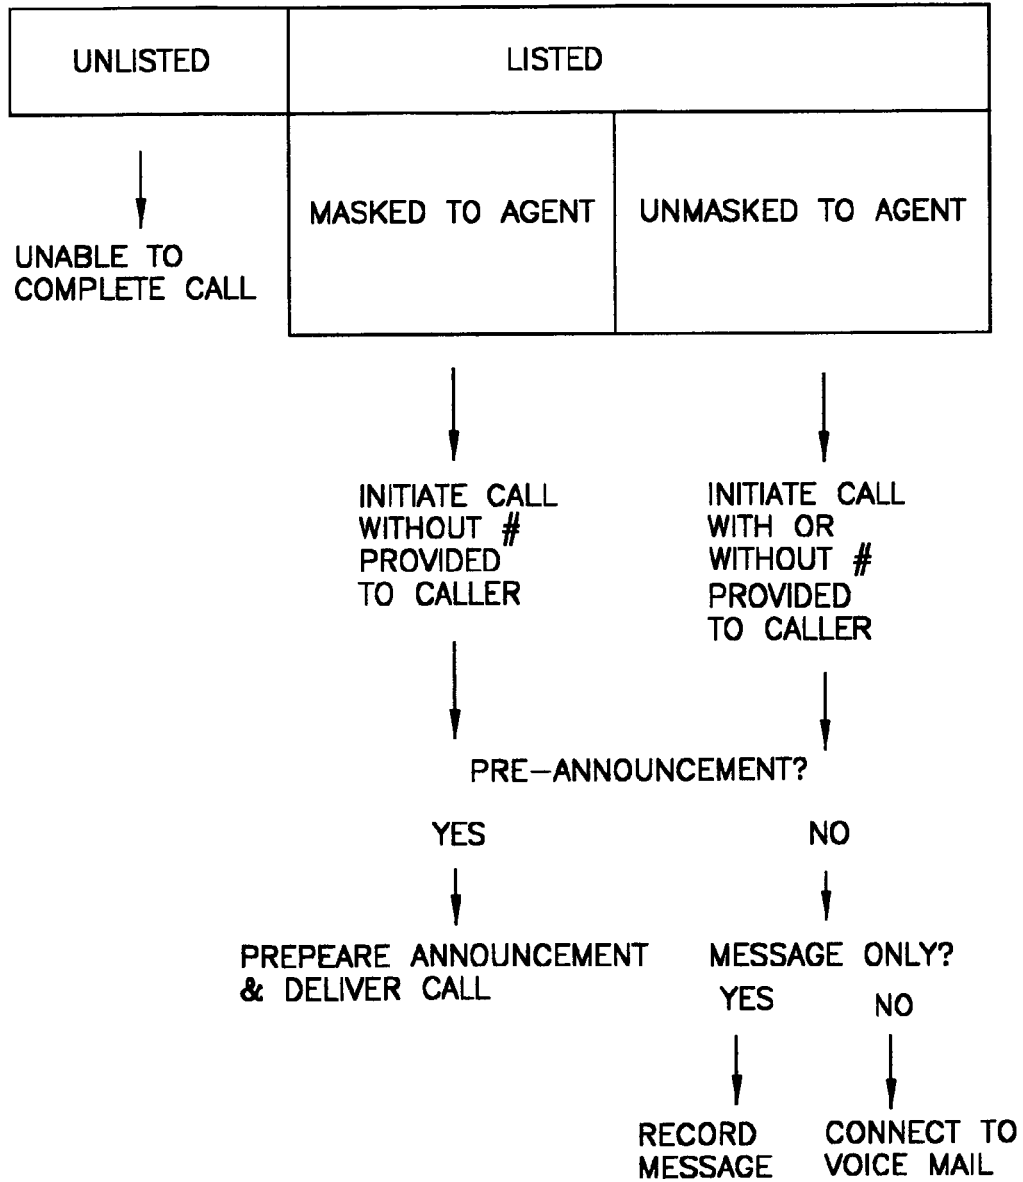 UNLISTED
LISTED
UNABLE TO
COMPLETE CALL
MASKED TO AGENT
UNMASKED TO AGENT
INITIATE CALL
WITHOUT #
PROVIDED
TO CALLER
INITIATE CALL
WITH OR
WITHOUT #
PROVIDED
TO CALLER
PRE-ANNOUNCEMENT?
YES
NO
PREPEARE ANNOUNCEMENT
& DELIVER CALL
MESSAGE ONLY?
YES
NO
RECORD
MESSAGE
CONNECT TO
VOICE MAIL